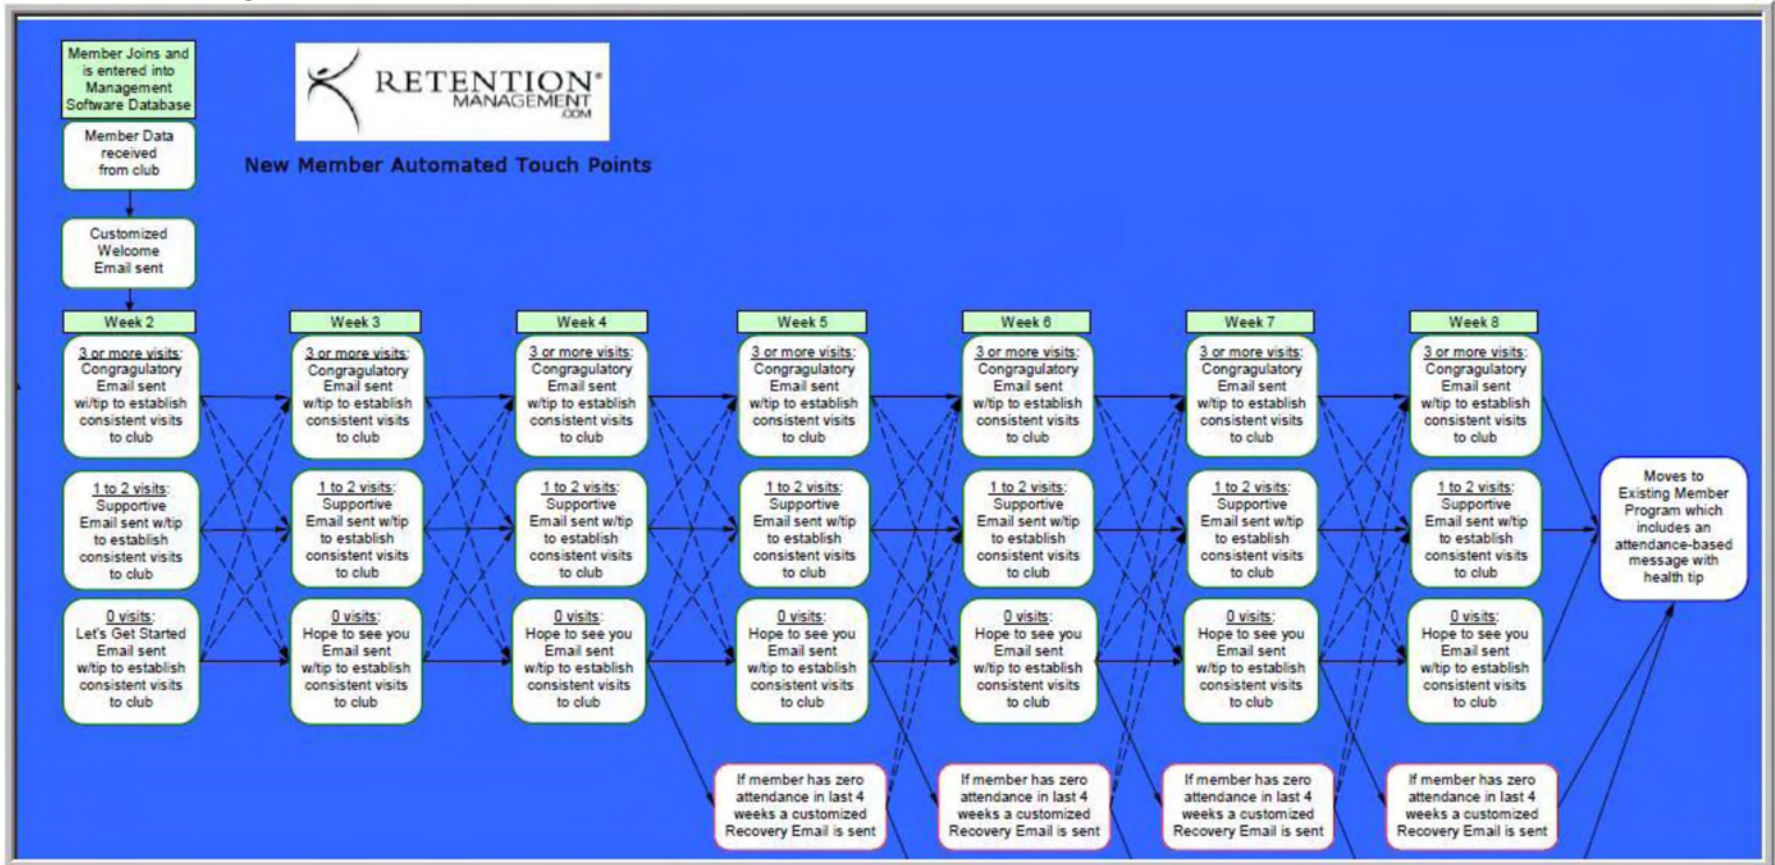 Member Joins and
is entered into
Management
Software Database
Member Data
received
from club
Customized
Welcome
Email sent
RETENTION®
MANAGEMENT
.COM
New Member Automated Touch Points
Week 2
3 or more visits:
Congragulatory
Email sent
wi/tip to establish
consistent visits
to club
1 to 2 visits:
Supportive
Email sent w/tip
to establish
consistent visits
to club
0 visits:
Let's Get Started
Email sent
w/tip to establish
consistent visits
to club
Week 3
3 or more visits:
Congragulatory
Email sent
w/tip to establish
consistent visits
to club
1 to 2 visits:
Supportive
Email sent w/tip
to establish
consistent visits
to club
0 visits:
Hope to see you
Email sent
w/tip to establish
consistent visits
to club
Week 4
3 or more visits:
Congragulatory
Email sent
w/tip to establish
consistent visits
to club
1 to 2 visits:
Supportive
Email sent w/tip
to establish
consistent visits
to club
0 visits:
Hope to see you
Email sent
w/tip to establish
consistent visits
to club
Week 5
3 or more visits:
Congragulatory
Email sent
w/tip to establish
consistent visits
to club
1 to 2 visits:
Supportive
Email sent w/tip
to establish
consistent visits
to club
0 visits:
Hope to see you
Email sent
w/tip to establish
consistent visits
to club
If member has zero
attendance in last 4
weeks a customized
Recovery Email is sent
Week 6
3 or more visits:
Congragulatory
Email sent
w/tip to establish
consistent visits
to club
1 to 2 visits:
Supportive
Email sent w/tip
to establish
consistent visits
to club
0 visits:
Hope to see you
Email sent
w/tip to establish
consistent visits
to club
If member has zero
attendance in last 4
weeks a customized
Recovery Email is sent
Week 7
3 or more visits:
Congragulatory
Email sent
w/tip to establish
consistent visits
to club
1 to 2 visits:
Supportive
Email sent w/tip
to establish
consistent visits
to club
0 visits:
Hope to see you
Email sent
w/tip to establish
consistent visits
to club
If member has zero
attendance in last 4
weeks a customized
Recovery Email is sent
Week 8
3 or more visits:
Congragulatory
Email sent
w/tip to establish
consistent visits
to club
1 to 2 visits:
Supportive
Email sent w/tip
to establish
consistent visits
to club
0 visits:
Hope to see you
Email sent
w/tip to establish
consistent visits
to club
If member has zero
attendance in last 4
weeks a customized
Recovery Email is sent
Moves to
Existing Member
Program which
includes an
attendance-based
message with
health tip